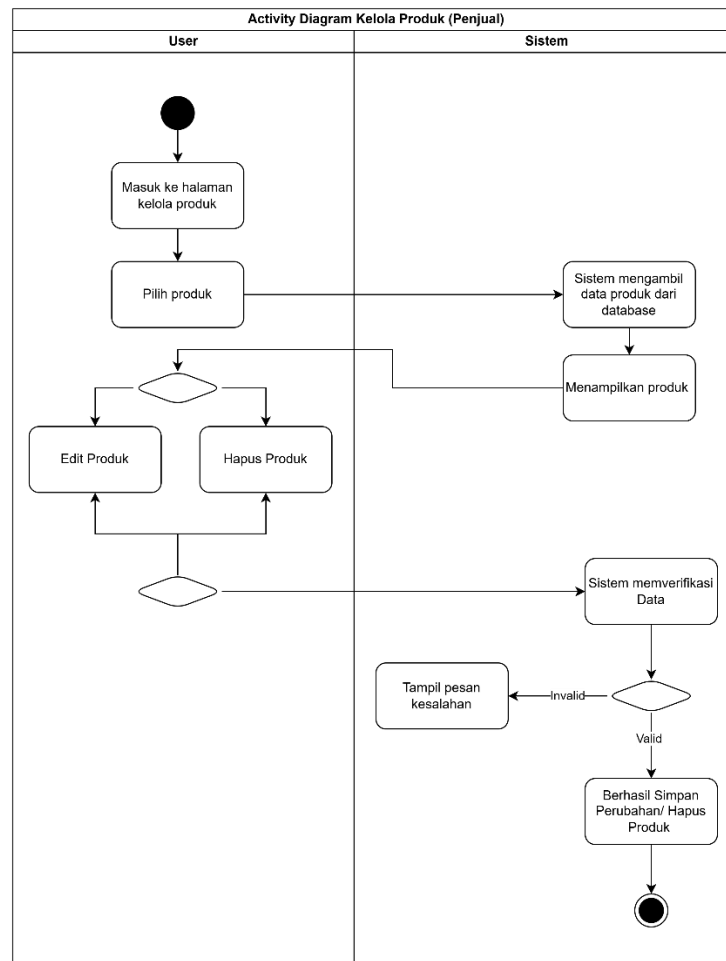 Activity Diagram Kelola Produk (Penjual)
User
Sistem
Masuk ke halaman
kelola produk
Pilih produk
Sistem mengambil
data produk dari
database
Menampilkan produk
Edit Produk
Hapus Produk
Sistem memverifikasi
Data
Tampil pesan
kesalahan
Invalid
Valid
Berhasil Simpan
Perubahan/ Hapus
Produk